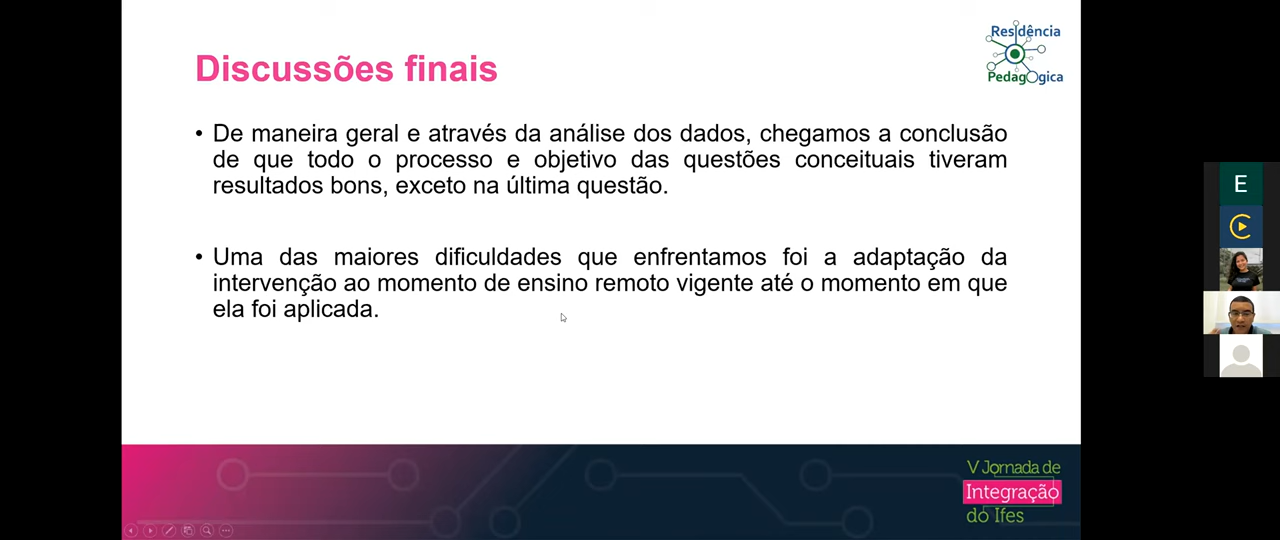 Residência
Pedagógica
Discussões finais
• De maneira geral e através da análise dos dados, chegamos a conclusão
de que todo o processo e objetivo das questões conceituais tiveram
resultados bons, exceto na última questão.
• Uma das maiores dificuldades que enfrentamos foi a adaptação da
intervenção ao momento de ensino remoto vigente até o momento em que
ela foi aplicada.
E
V Jornada de
Integração
do Ifes